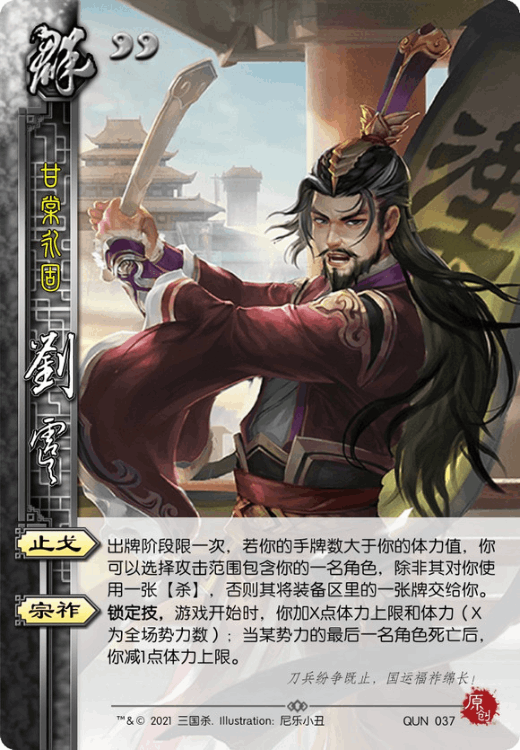 群
甘棠永固
劉雲
止戈
出牌阶段限一次，若你的手牌数大于你的体力值，你
可以选择攻击范围包含你的一名角色，除非其对你使
用一张【杀】，否则其将装备区里的一张牌交给你。
宗祚
锁定技，游戏开始时，你加X点体力上限和体力（X
为全场势力数）；当某势力的最后一名角色死亡后，
你减1点体力上限。
刀兵纷争既止，国运福祚绵长！
™&© 2021 三国杀. Illustration: 尼乐小丑
QUN 037
原创